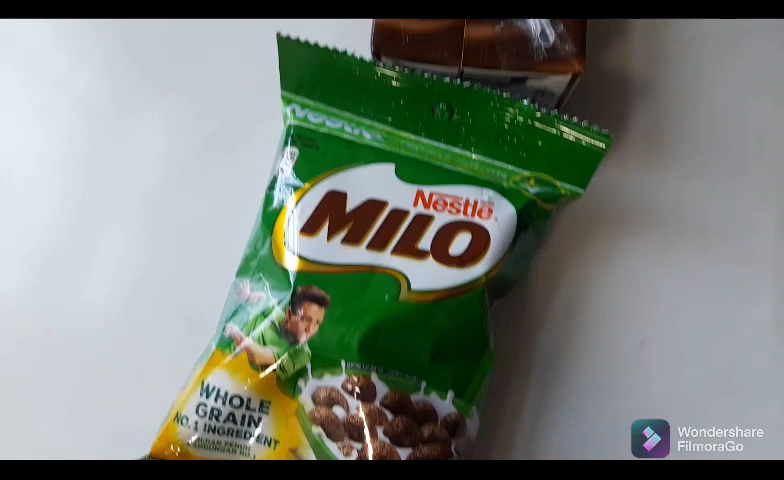 Nestlé
MILO
WHOLE
GRAIN
NO.1 INGREDIENT
Wondershare
FilmoraGo